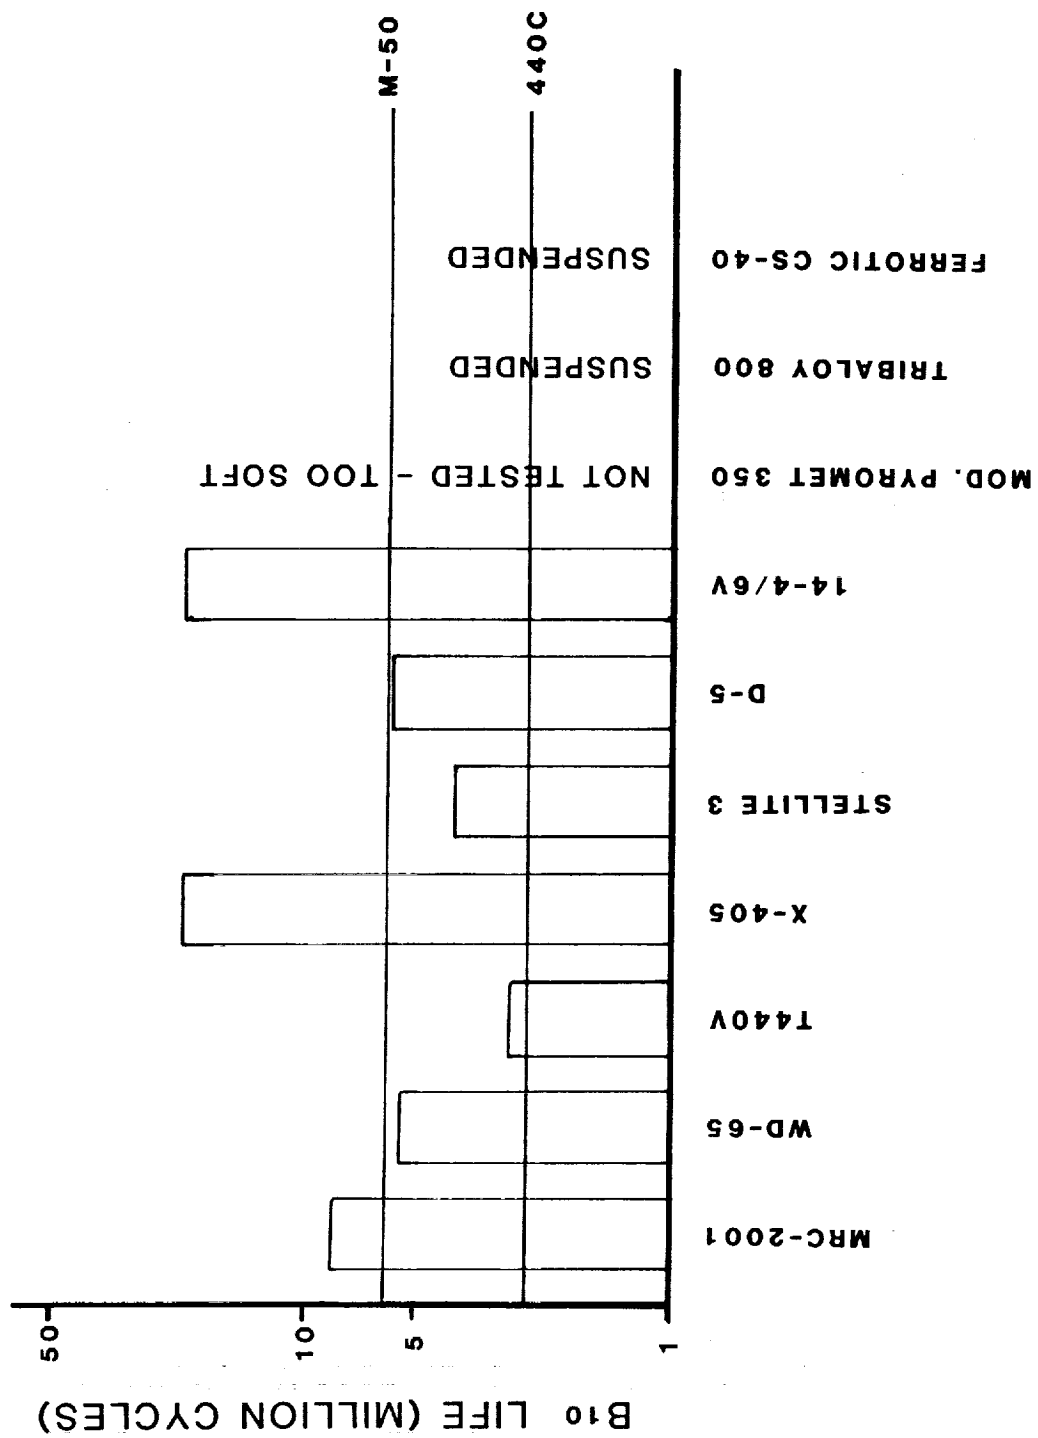 B10 LIFE (MILLION CYCLES)
50
10
5
1
M-50
440C
MRC-2001
WD-65
T440V
X-405
STELLITE 3
D-5
14-4/6V
MOD. PYROMET 350
NOT TESTED - TOO SOFT
TRIBALOY 800
SUSPENDED
FERROTIC CS-40
SUSPENDED